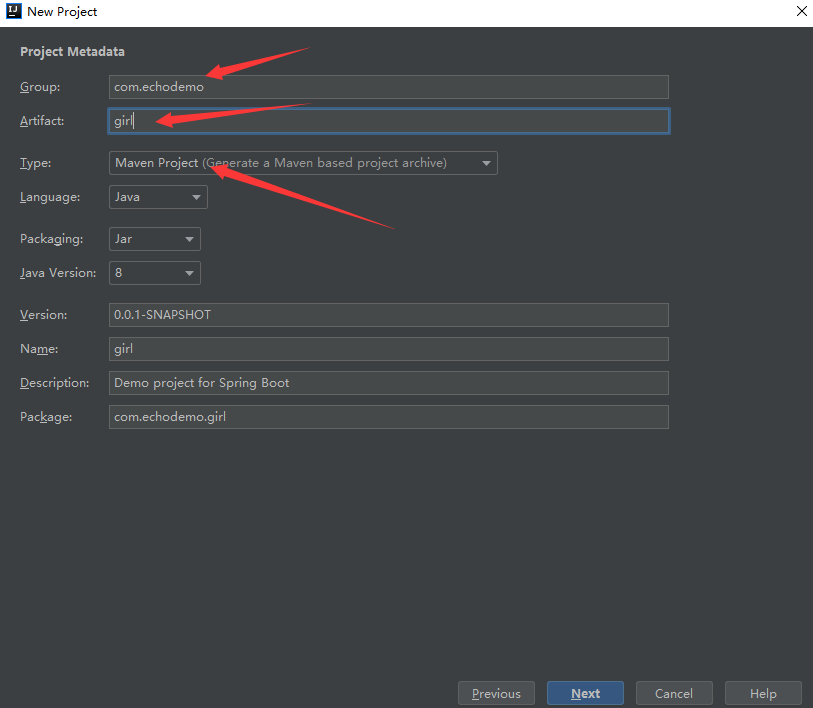 New Project
Project Metadata
Group: com.echodemo
Artifact: girl
Type: Maven Project (Generate a Maven based project archive)
Language: Java
Packaging: Jar
Java Version: 8
Version: 0.0.1-SNAPSHOT
Name: girl
Description: Demo project for Spring Boot
Package: com.echodemo.girl
Previous Next Cancel Help